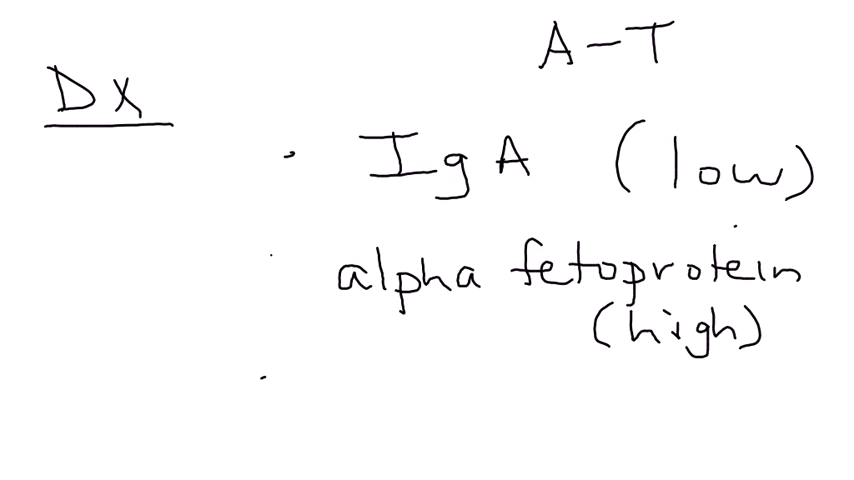 A-T
Dx
· IgA (low)
· alpha fetoprotein
(high)
·